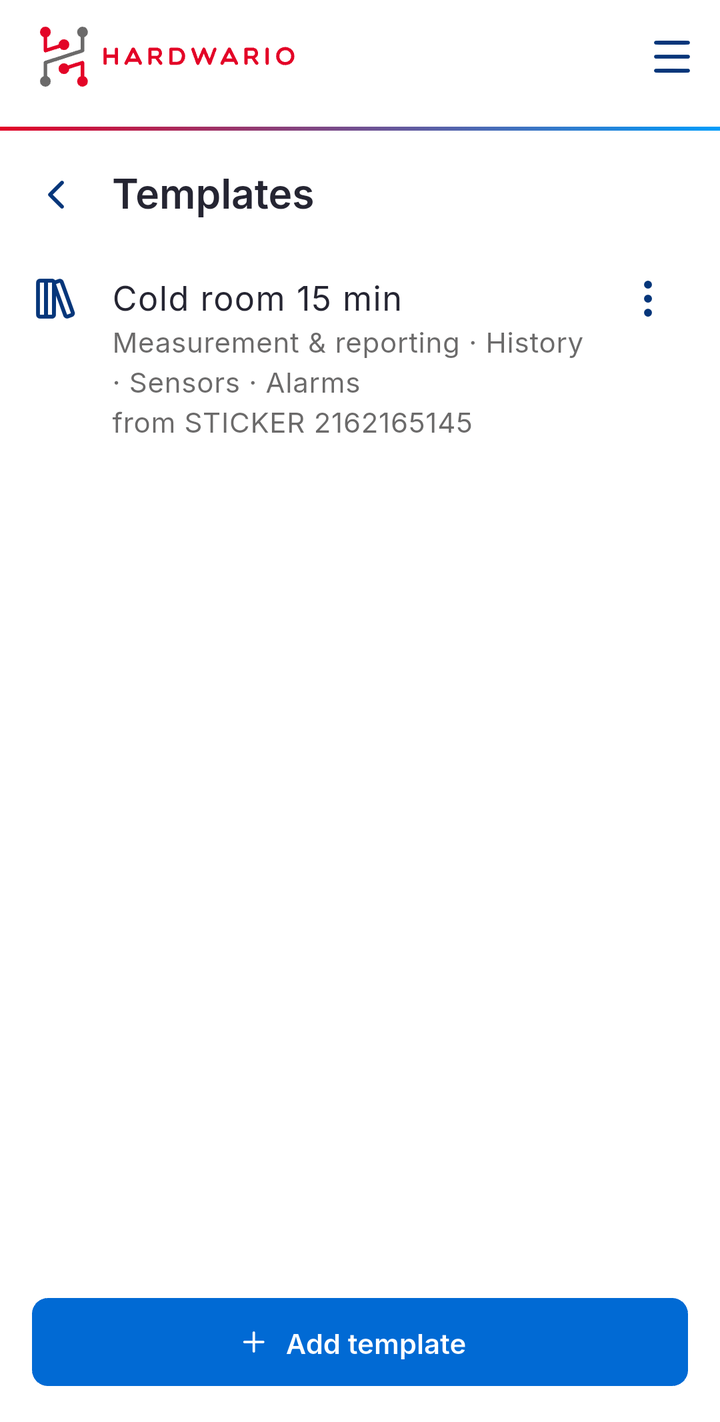 HARDWARIO
Templates
Cold room 15 min
Measurement & reporting · History
· Sensors · Alarms
from STICKER 2162165145
+ Add template